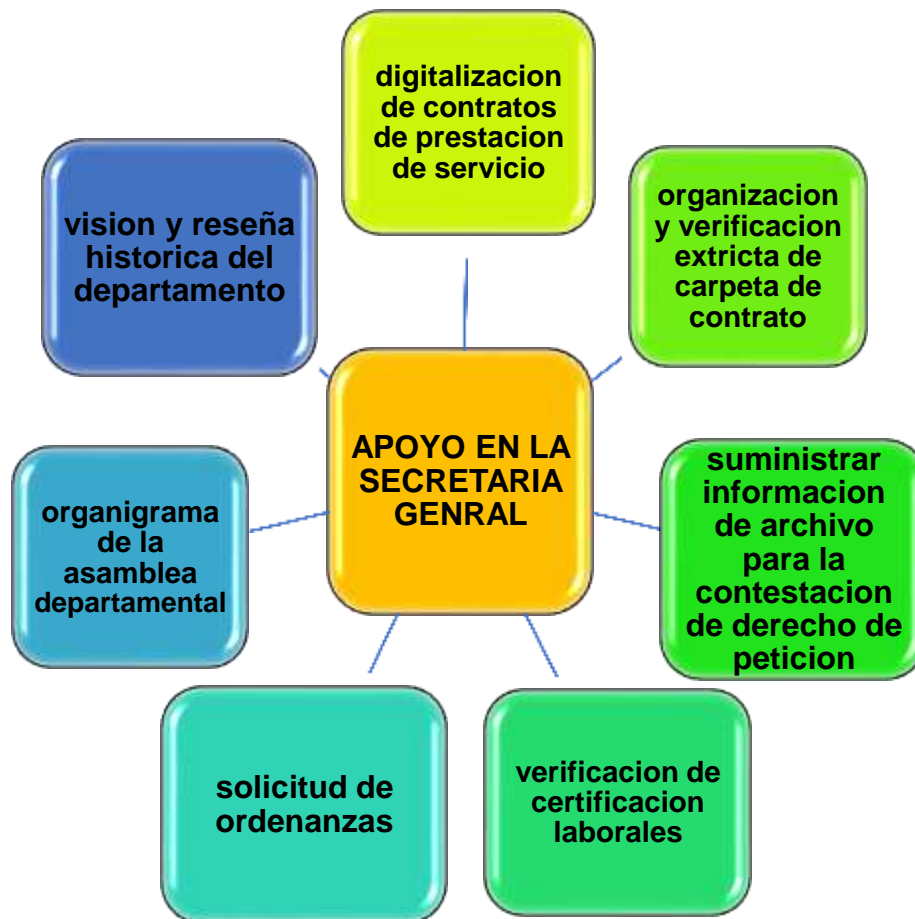 digitalizacion
de contratos
de prestacion
de servicio
organizacion
y verificacion
extricta de
carpeta de
contrato
suministrar
informacion
de archivo
para la
contestacion
de derecho de
peticion
verificacion de
certificacion
laborales
solicitud de
ordenanzas
organigrama
de la
asamblea
departamental
vision y reseña
historica del
departamento
APOYO EN LA
SECRETARIA
GENRAL